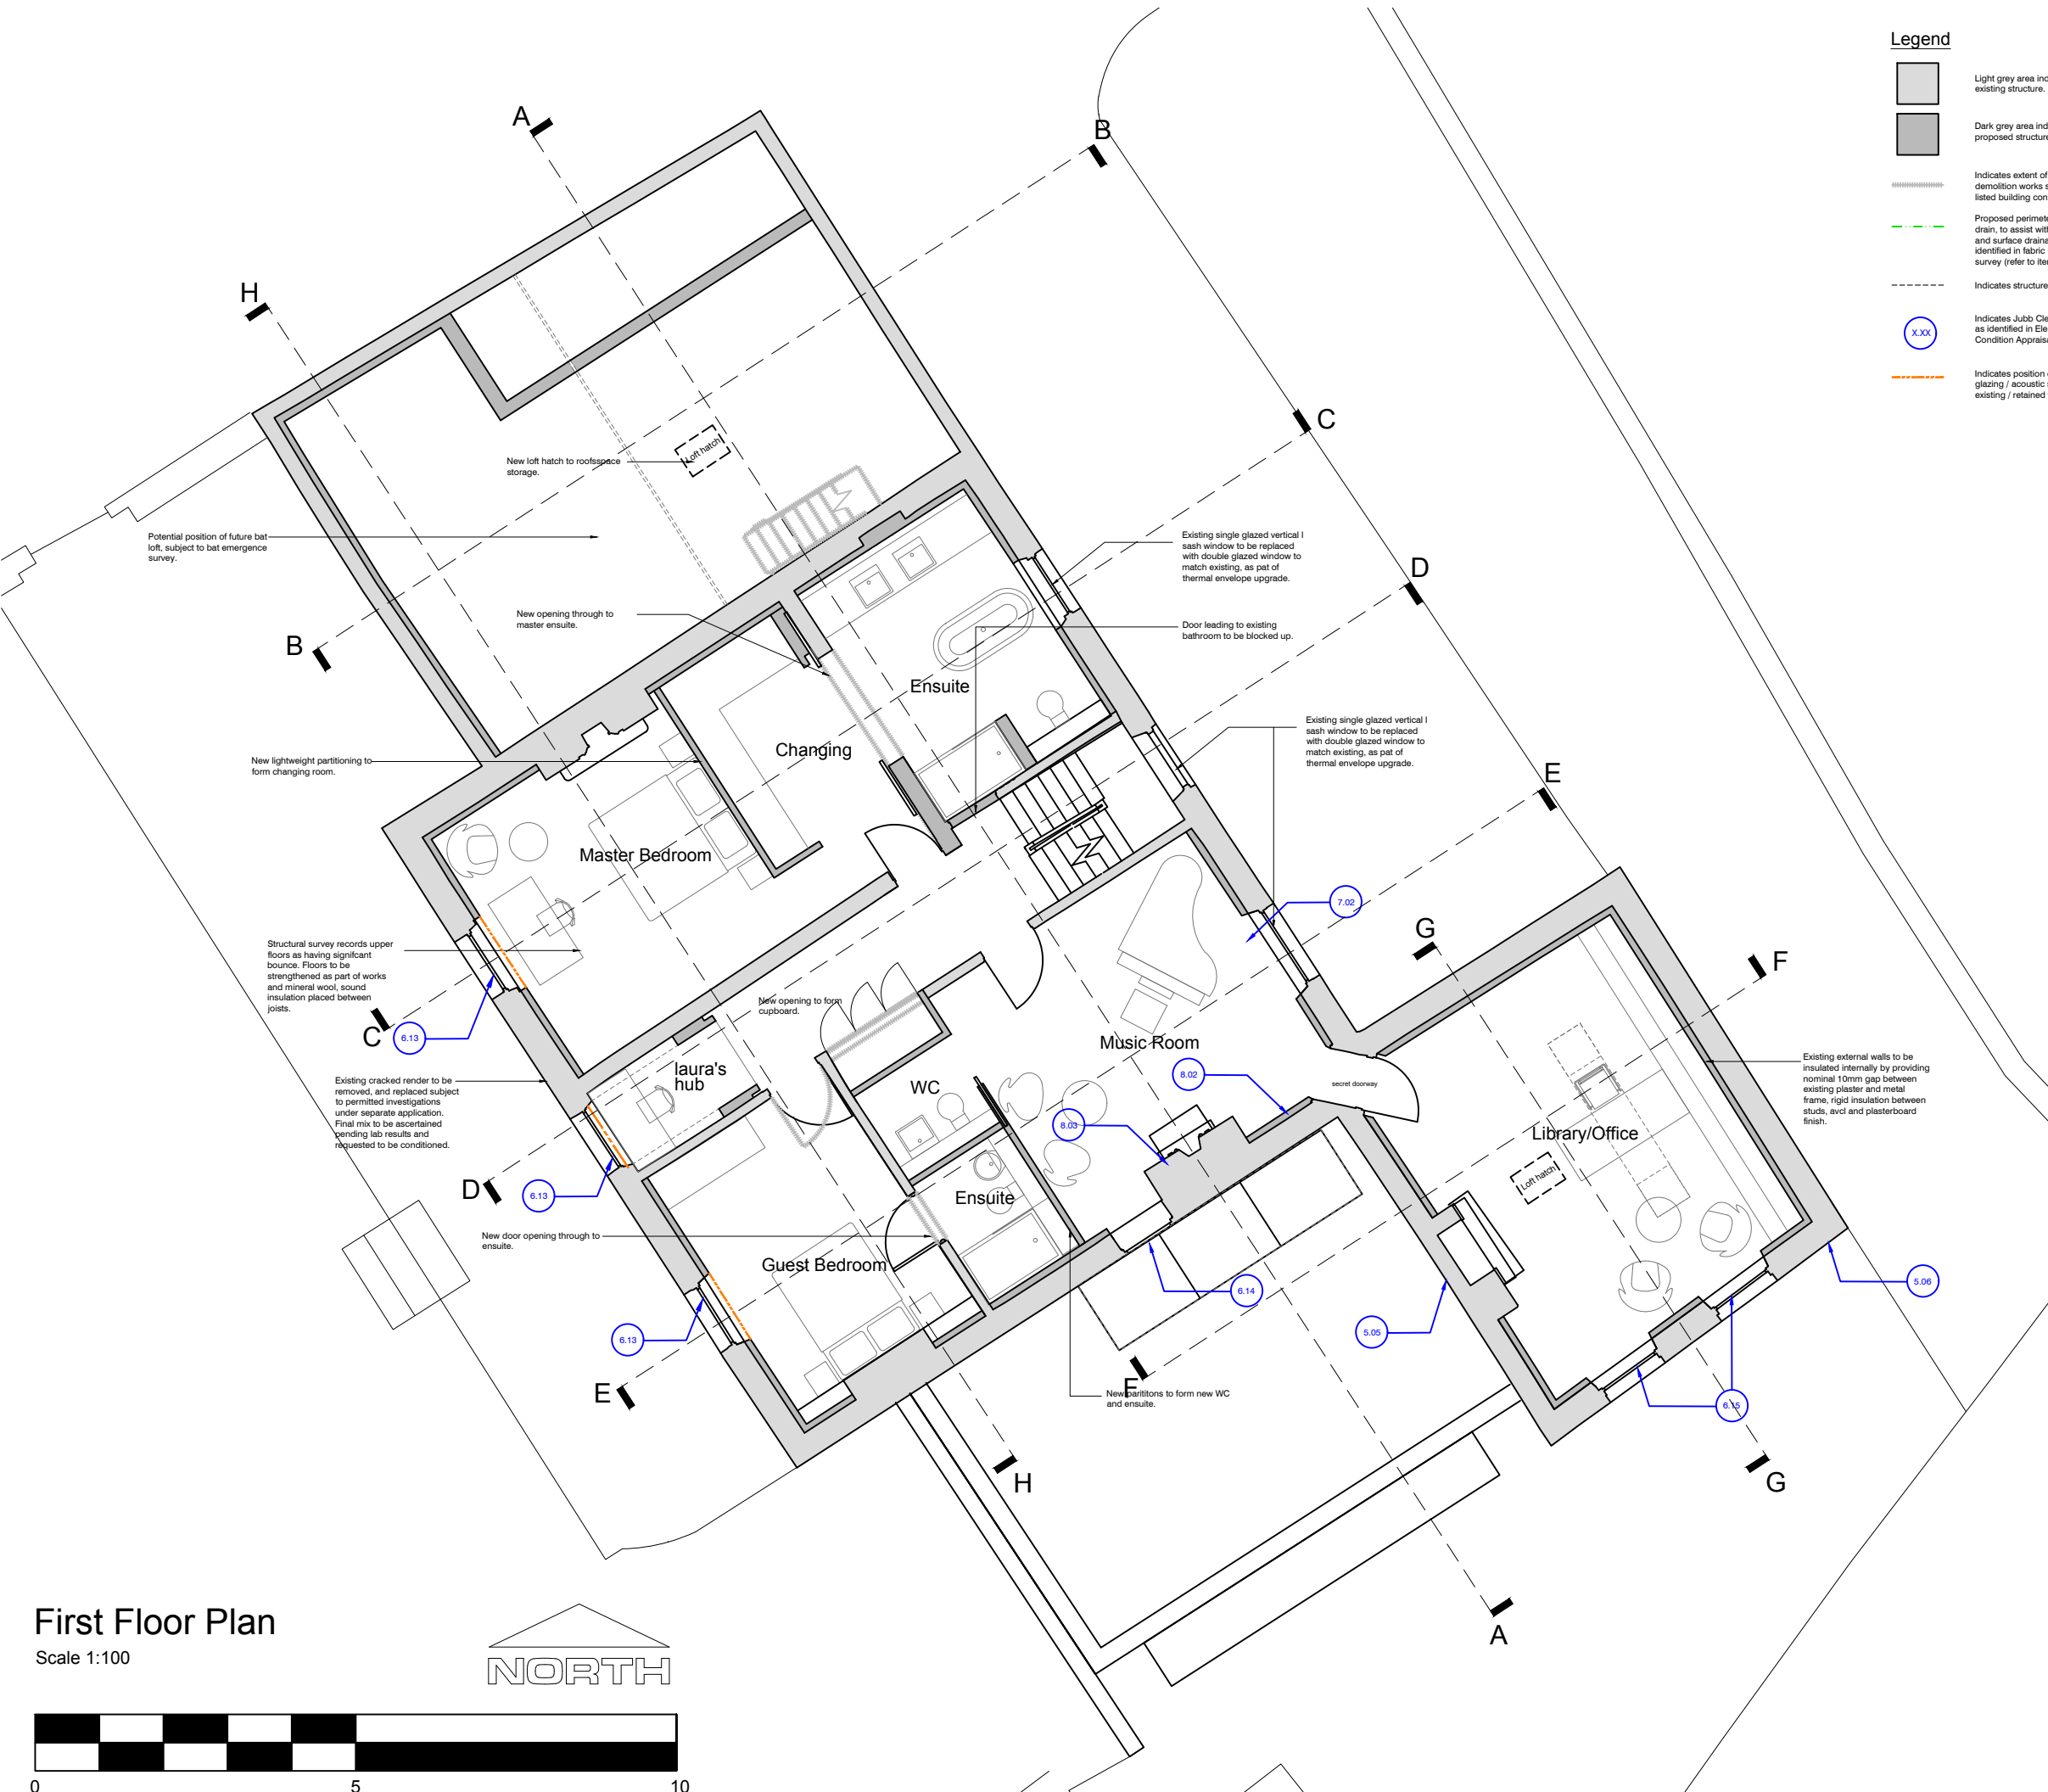 Legend
Light grey area ind
existing structure.
Dark grey area ind
proposed structure
Indicates extent of
demolition works s
listed building con
Proposed perimete
drain, to assist with
and surface draina
identified in fabric
survey (refer to iter
Indicates structure
X.XX
Indicates Jubb Cle
as identified in Ele
Condition Appraisa
Indicates position o
glazing / acoustic s
existing / retained
A
B
H
C
D
B
E
G
F
C
D
E
F
H
G
A
New loft hatch to roofsspace
storage.
Loft hatch
Potential position of future bat
loft, subject to bat emergence
survey.
Existing single glazed vertical l
sash window to be replaced
with double glazed window to
match existing, as pat of
thermal envelope upgrade.
New opening through to
master ensuite.
Door leading to existing
bathroom to be blocked up.
Ensuite
Existing single glazed vertical l
sash window to be replaced
with double glazed window to
match existing, as pat of
thermal envelope upgrade.
Changing
New lightweight partitioning to
form changing room.
Master Bedroom
7.02
Structural survey records upper
floors as having signifcant
bounce. Floors to be
strengthened as part of works
and mineral wool, sound
insulation placed between
joists.
New opening to form
cupboard.
6.13
Music Room
laura's
hub
WC
8.02
secret doorway
Existing external walls to be
insulated internally by providing
nominal 10mm gap between
existing plaster and metal
frame, rigid insulation between
studs, avcl and plasterboard
finish.
Existing cracked render to be
removed, and replaced subject
to permitted investigations
under separate application.
Final mix to be ascertained
pending lab results and
requested to be conditioned.
8.03
Library/Office
Loft hatch
6.13
Ensuite
New door opening through to
ensuite.
Guest Bedroom
6.14
5.06
5.05
6.13
New partitons to form new WC
and ensuite.
6.15
First Floor Plan
Scale 1:100
NORTH
0 5 10